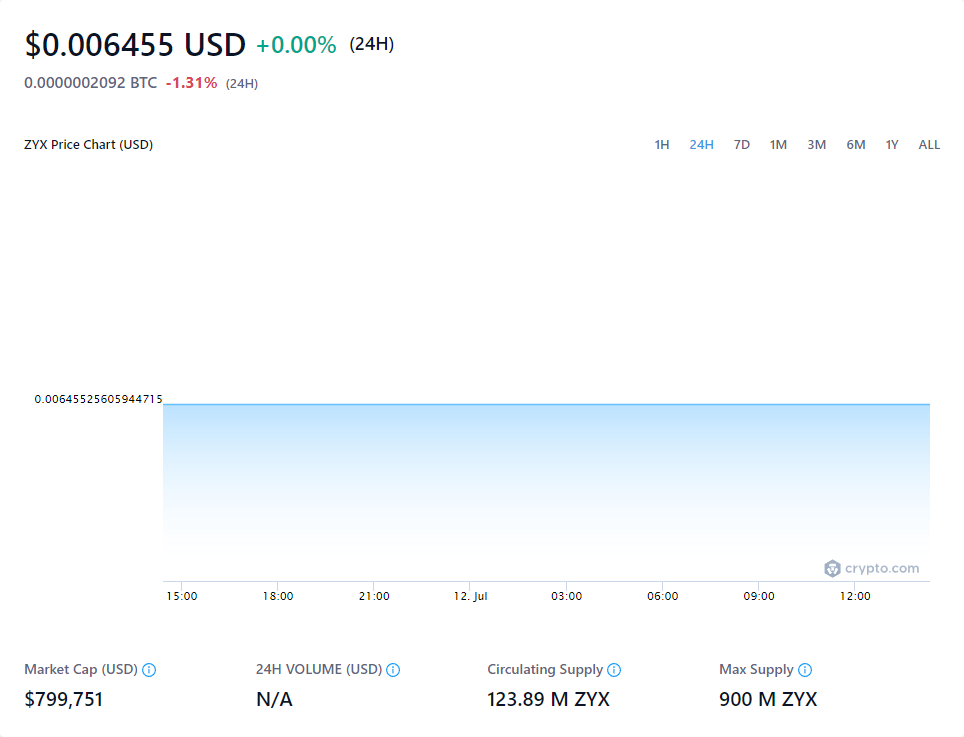 $0.006455 USD +0.00% (24H)
0.0000002092 BTC -1.31% (24H)
ZYX Price Chart (USD) 1H 24H 7D 1M 3M 6M 1Y ALL
0.00645525605944715
crypto.com
15:00 18:00 21:00 12. Jul 03:00 06:00 09:00 12:00
Market Cap (USD) 24H VOLUME (USD) Circulating Supply Max Supply
$799,751 N/A 123.89 M ZYX 900 M ZYX